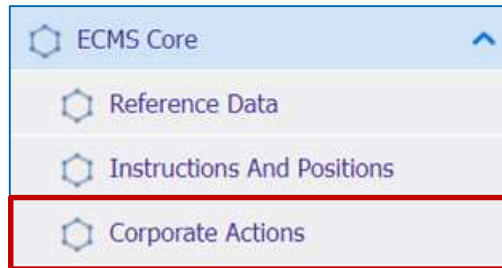 ECMS Core
Reference Data
Instructions And Positions
Corporate Actions